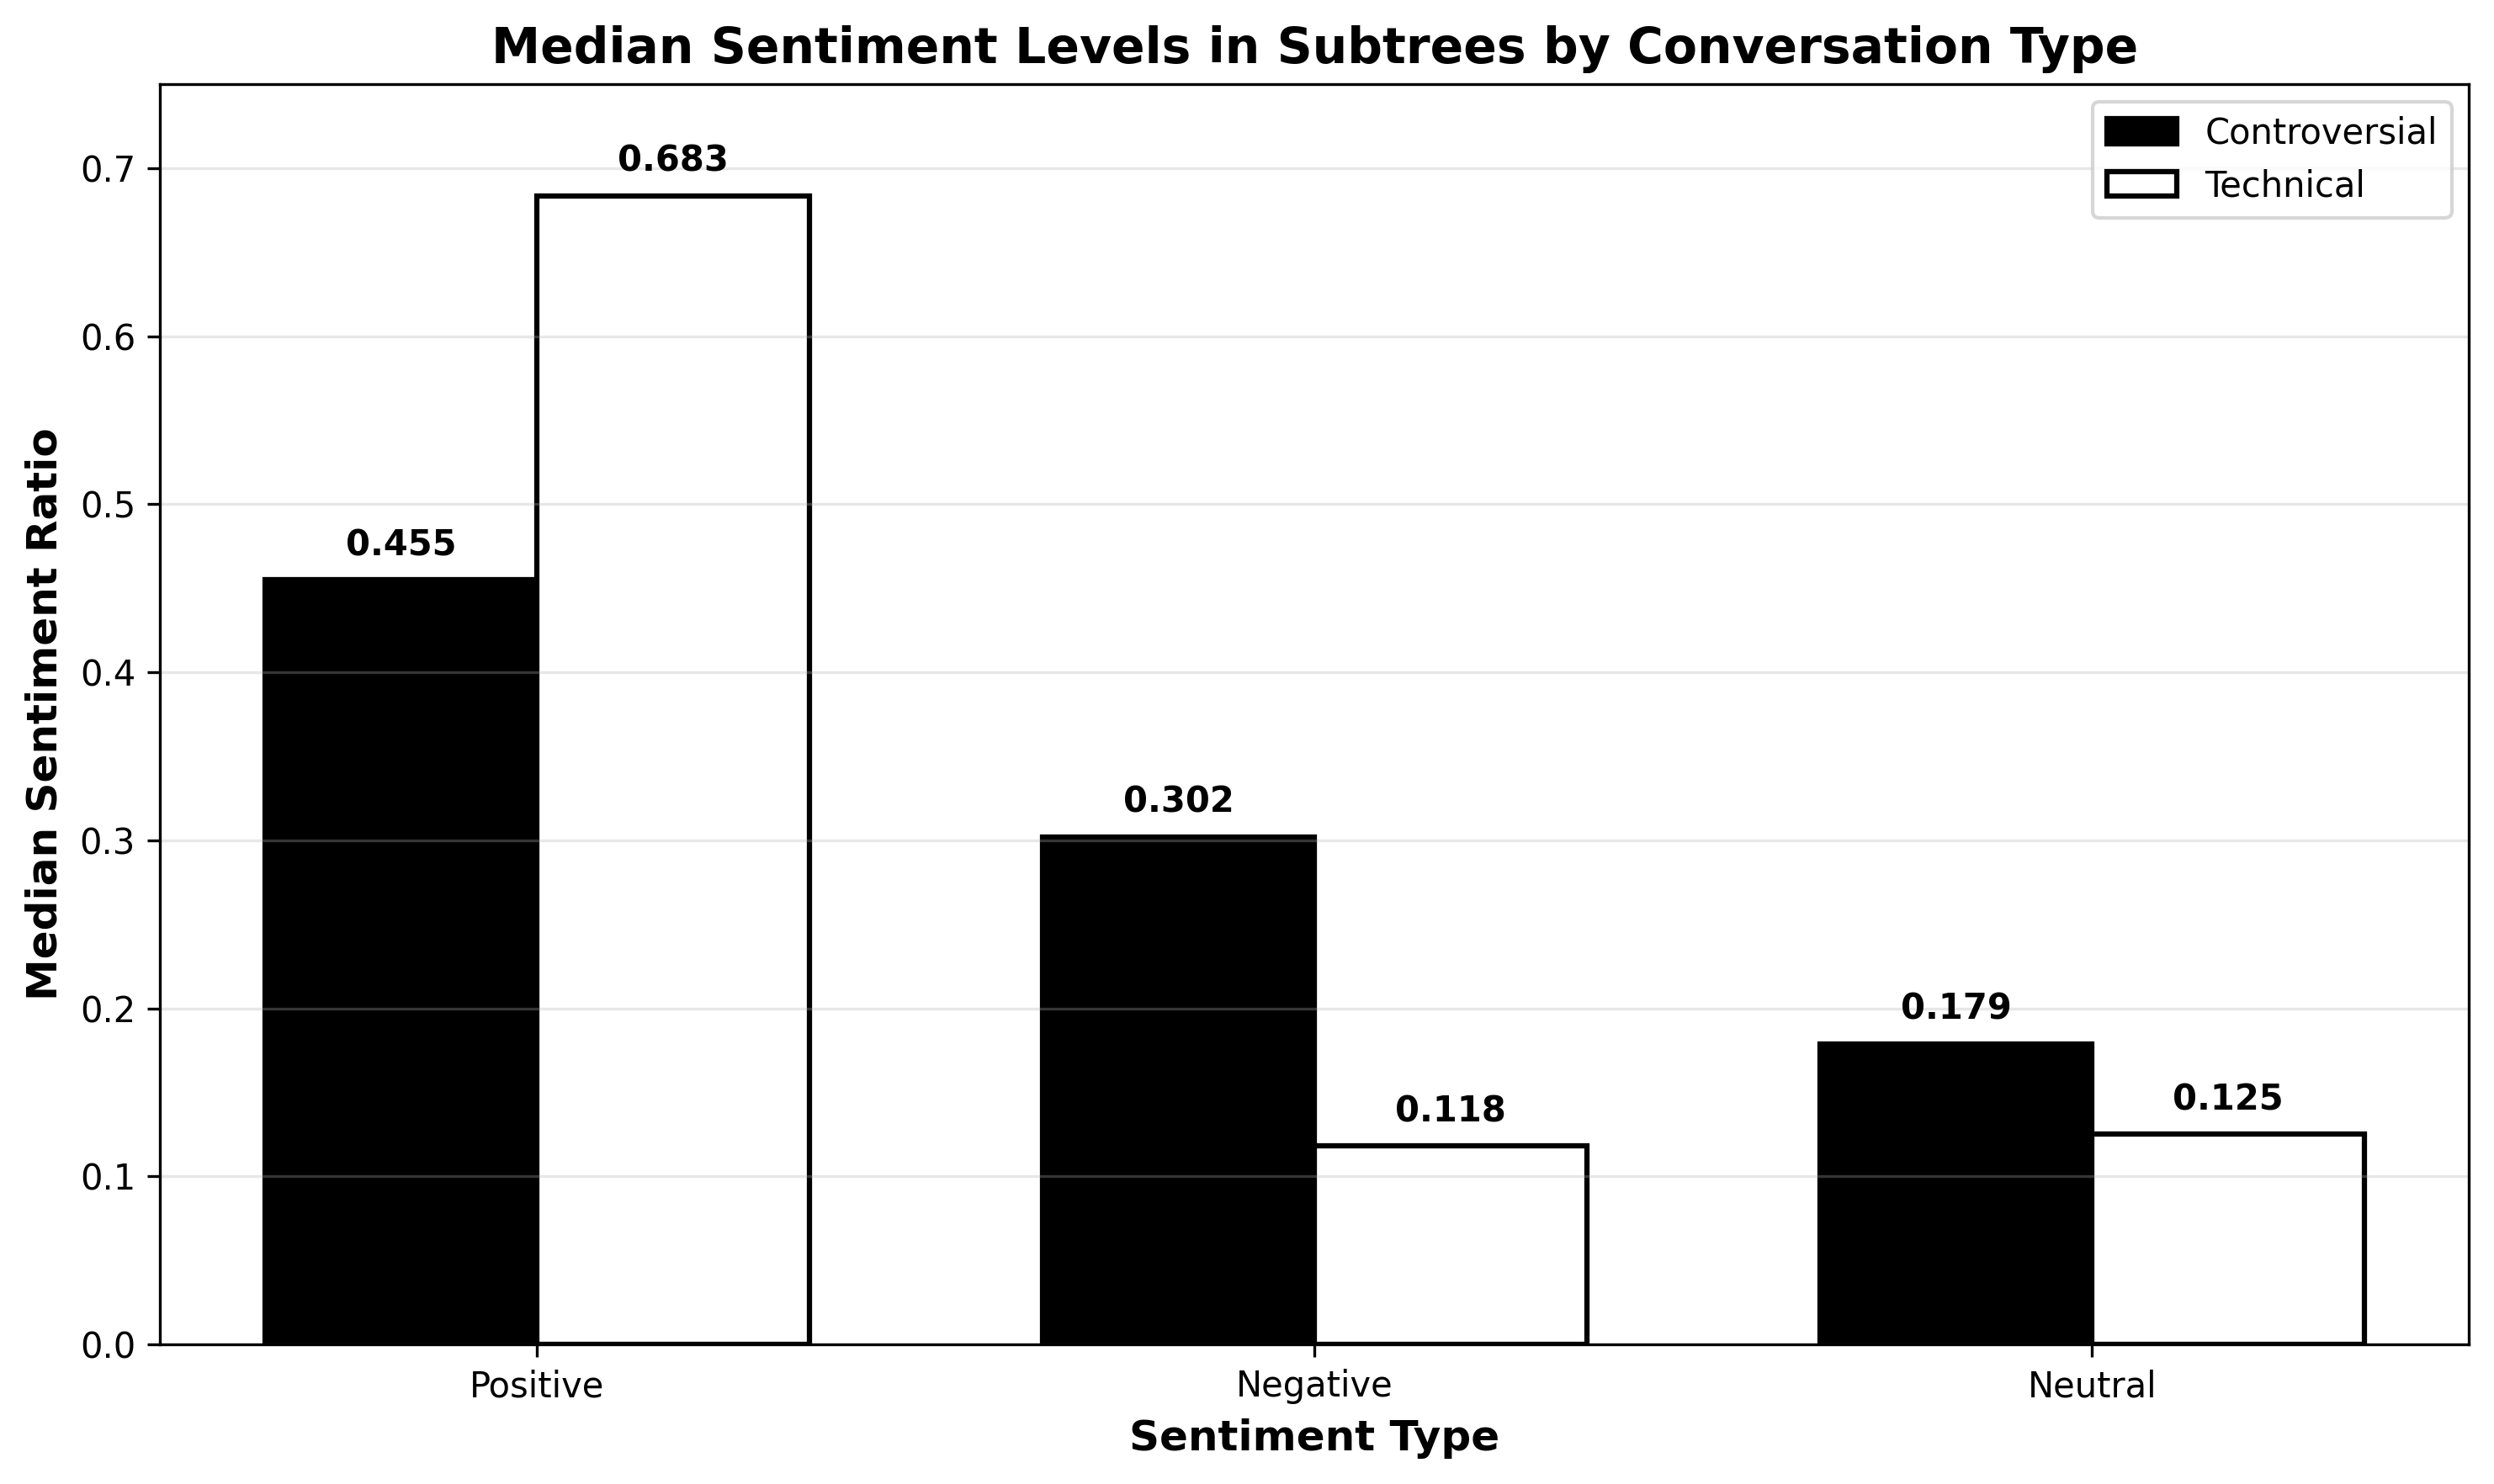 Median Sentiment Levels in Subtrees by Conversation Type
Controversial
Technical
Median Sentiment Ratio
0.7
0.6
0.5
0.4
0.3
0.2
0.1
0.0
0.455
0.683
0.302
0.118
0.179
0.125
Positive
Negative
Neutral
Sentiment Type